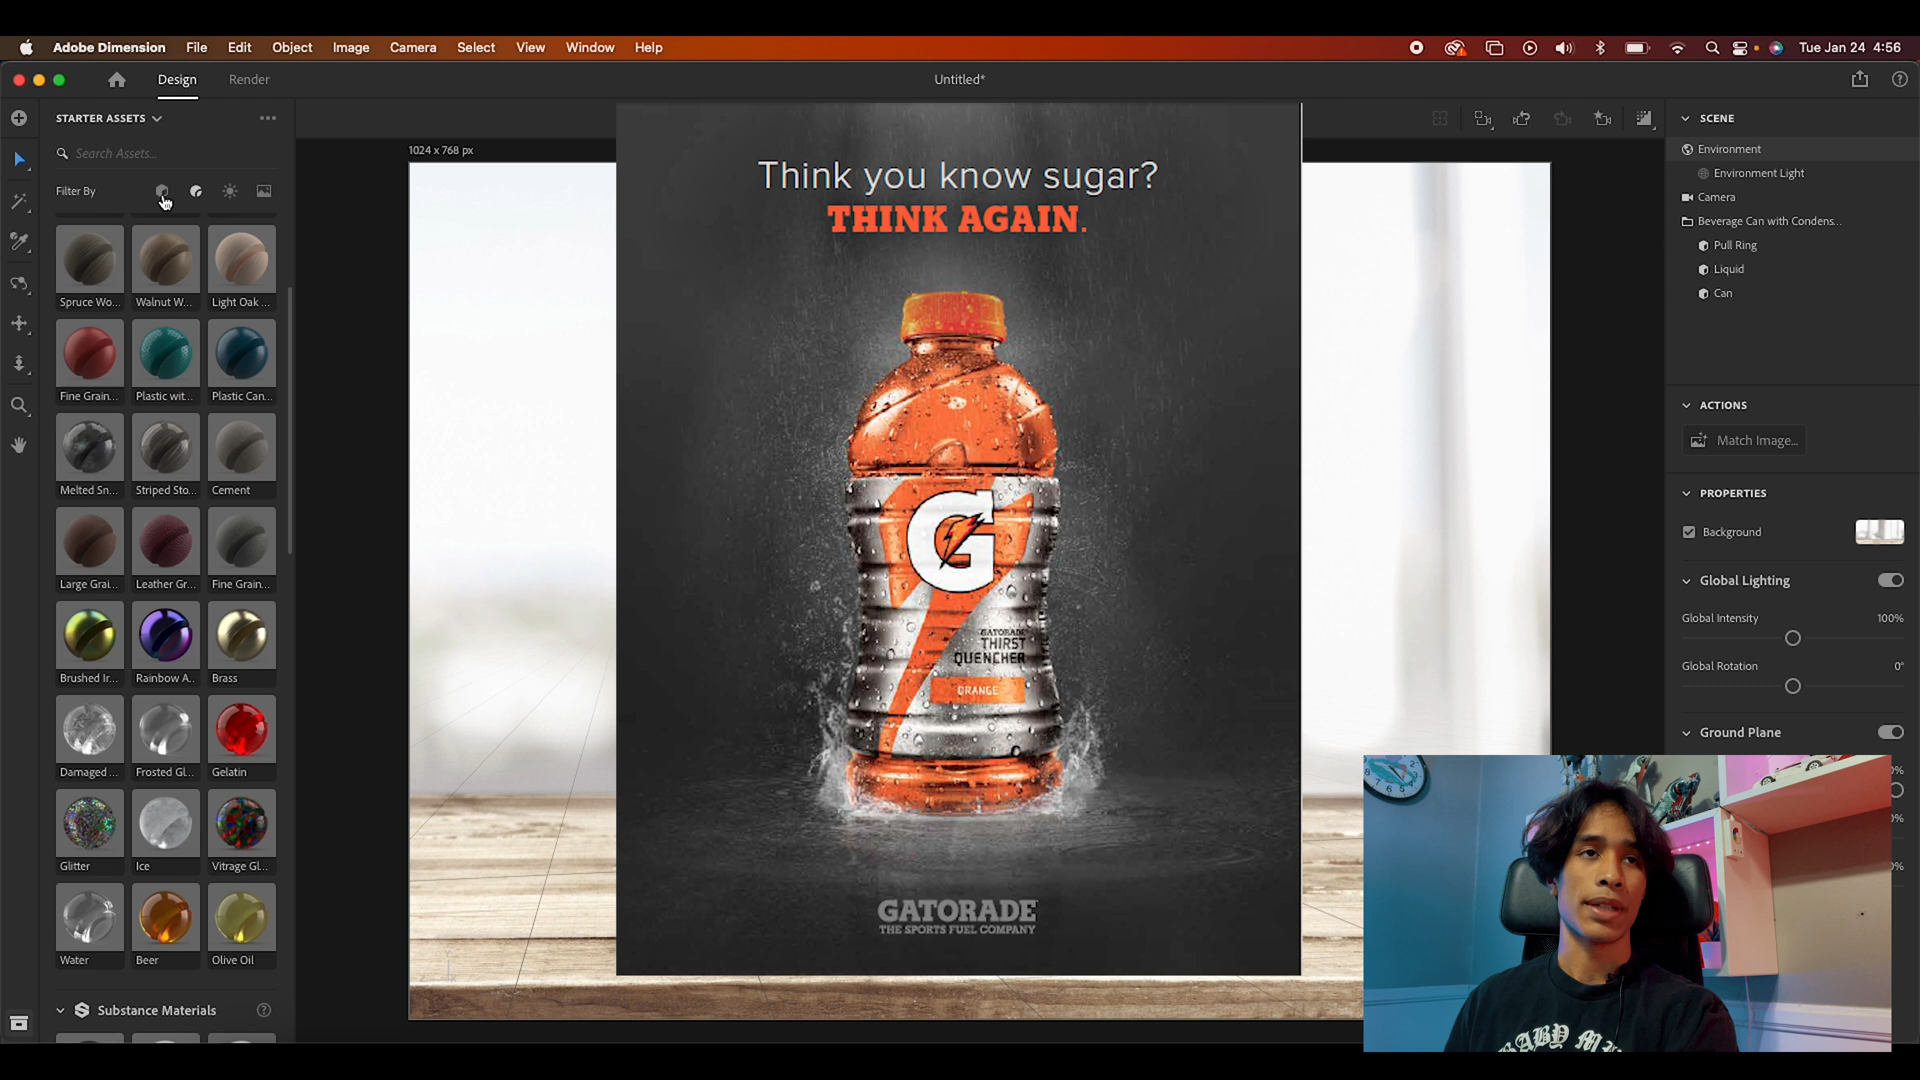 Adobe Dimension File Edit Object Image Camera Select View Window Help
Tue Jan 24 4:56
Design Render
Untitled*
STARTER ASSETS
Search Assets...
Filter By
Spruce Wo... Walnut W... Light Oak ...
Fine Grain... Plastic wit... Plastic Can...
Melted Sn... Striped Sto... Cement
Large Grai... Leather Gr... Fine Grain...
Brushed Ir... Rainbow A... Brass
Damaged ... Frosted Gl... Gelatin
Glitter Ice Vitrage Gl...
Water Beer Olive Oil
Substance Materials
1024 x 768 px
Think you know sugar?
THINK AGAIN.
G
GATORADE
THIRST
QUENCHER
ORANGE
GATORADE
THE SPORTS FUEL COMPANY
SCENE
Environment
Environment Light
Camera
Beverage Can with Condens...
Pull Ring
Liquid
Can
ACTIONS
Match Image...
PROPERTIES
Background
Global Lighting
Global Intensity 100%
Global Rotation 0°
Ground Plane